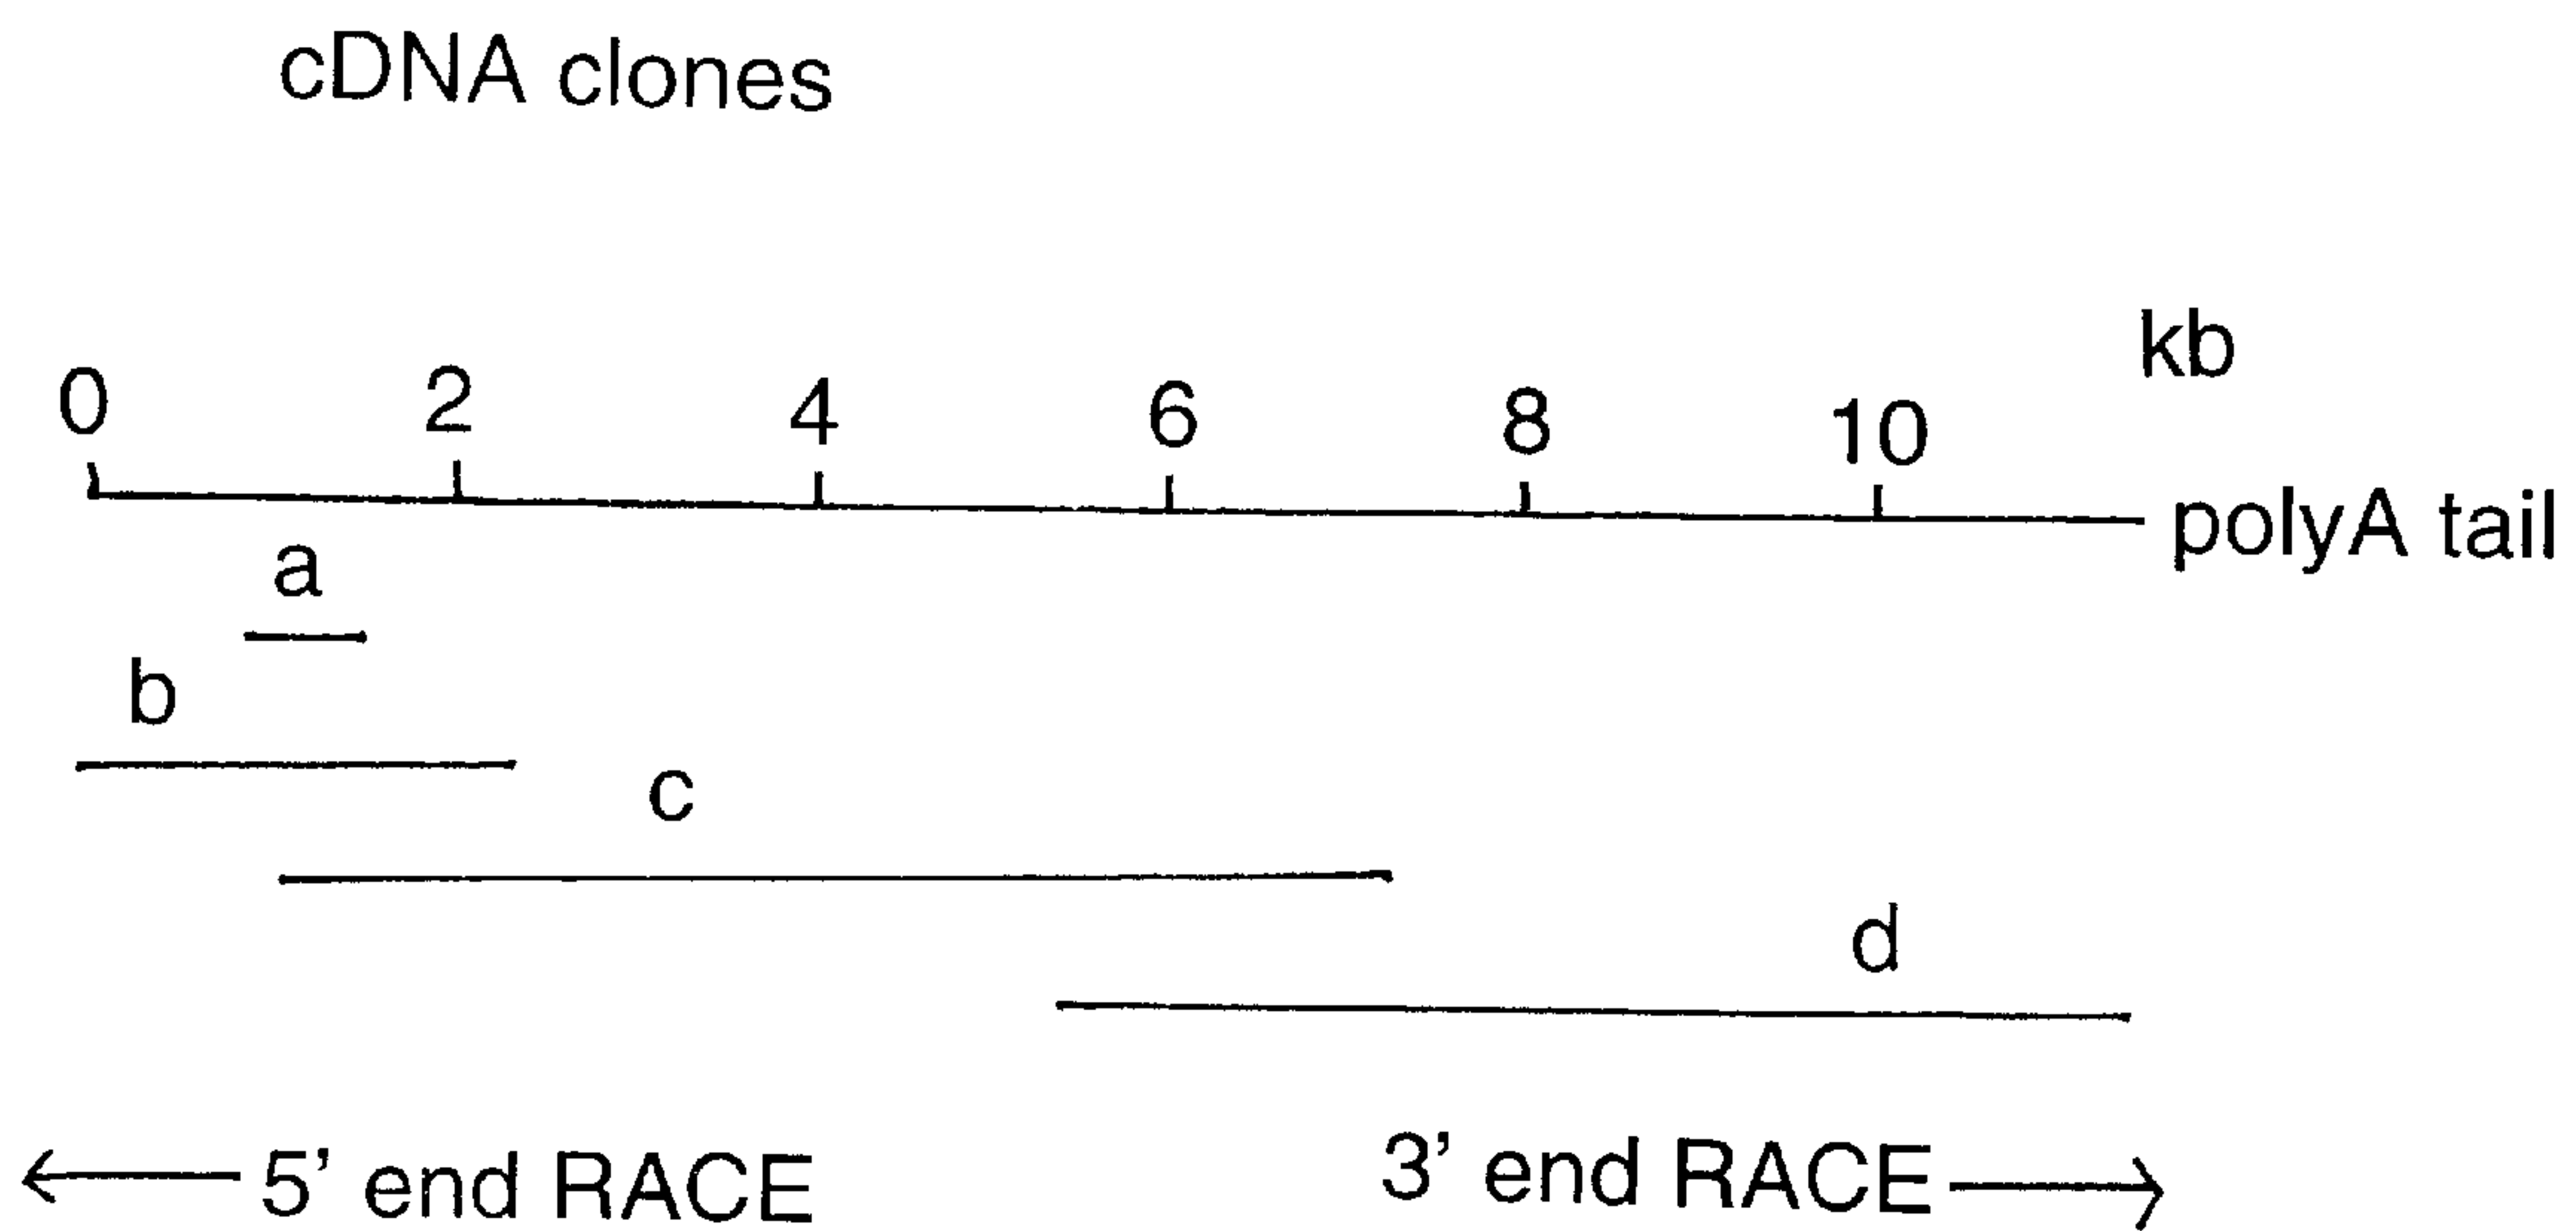 cDNA clones
0 2 4 6 8 10 kb
polyA tail
a
b
c
d
5' end RACE 3' end RACE